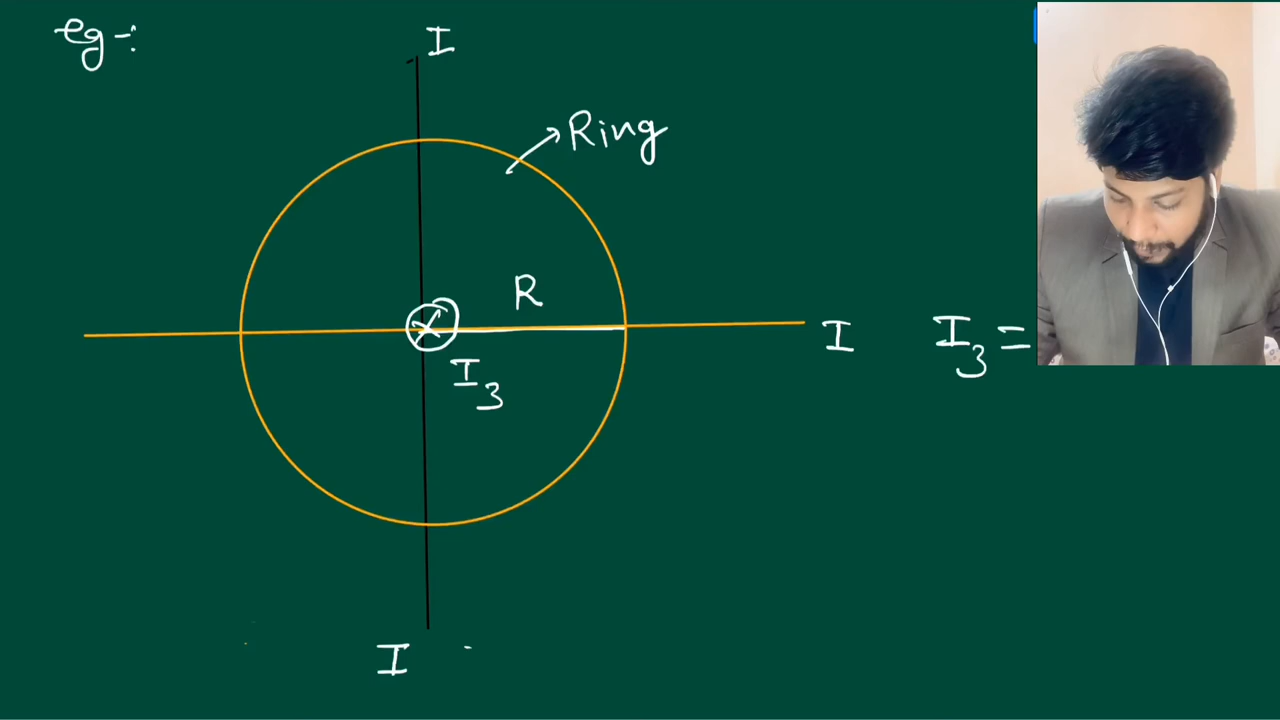 eg -:
I
Ring
R
I
I₃ =
I₃
I